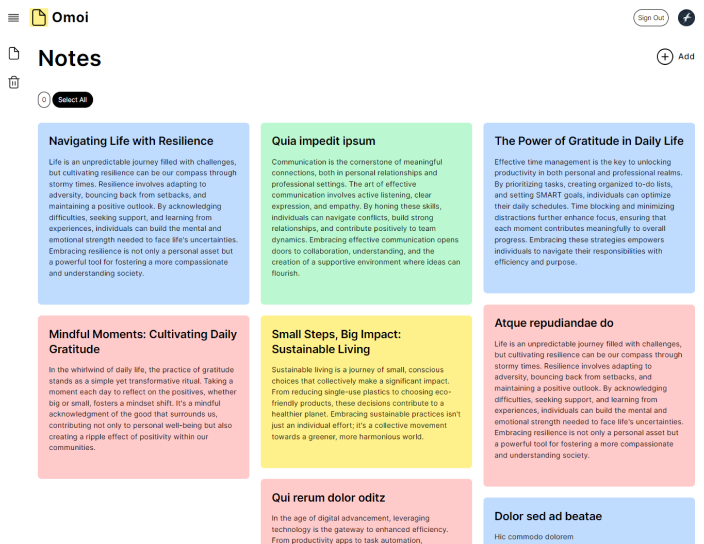 Omoi
Sign Out
Notes
Add
0
Select All
Navigating Life with Resilience
Life is an unpredictable journey filled with challenges,
but cultivating resilience can be our compass through
stormy times. Resilience involves adapting to
adversity, bouncing back from setbacks, and
maintaining a positive outlook. By acknowledging
difficulties, seeking support, and learning from
experiences, individuals can build the mental and
emotional strength needed to face life's uncertainties.
Embracing resilience is not only a personal asset but
a powerful tool for fostering a more compassionate
and understanding society.
Mindful Moments: Cultivating Daily
Gratitude
In the whirlwind of daily life, the practice of gratitude
stands as a simple yet transformative ritual. Taking a
moment each day to reflect on the positives, whether
big or small, fosters a mindset shift. It's a mindful
acknowledgment of the good that surrounds us,
contributing not only to personal well-being but also
creating a ripple effect of positivity within our
communities.
Quia impedit ipsum
Communication is the cornerstone of meaningful
connections, both in personal relationships and
professional settings. The art of effective
communication involves active listening, clear
expression, and empathy. By honing these skills,
individuals can navigate conflicts, build strong
relationships, and contribute positively to team
dynamics. Embracing effective communication opens
doors to collaboration, understanding, and the
creation of a supportive environment where ideas can
flourish.
Small Steps, Big Impact:
Sustainable Living
Sustainable living is a journey of small, conscious
choices that collectively make a significant impact.
From reducing single-use plastics to choosing eco-
friendly products, these decisions contribute to a
healthier planet. Embracing sustainable practices isn't
just an individual effort; it's a collective movement
towards a greener, more harmonious world.
Qui rerum dolor oditz
In the age of digital advancement, leveraging
technology is the gateway to enhanced efficiency.
From productivity apps to task automation,
The Power of Gratitude in Daily Life
Effective time management is the key to unlocking
productivity in both personal and professional realms.
By prioritizing tasks, creating organized to-do lists,
and setting SMART goals, individuals can optimize
their daily schedules. Time blocking and minimizing
distractions further enhance focus, ensuring that
each moment contributes meaningfully to overall
progress. Embracing these strategies empowers
individuals to navigate their responsibilities with
efficiency and purpose.
Atque repudiandae do
Life is an unpredictable journey filled with challenges,
but cultivating resilience can be our compass through
stormy times. Resilience involves adapting to
adversity, bouncing back from setbacks, and
maintaining a positive outlook. By acknowledging
difficulties, seeking support, and learning from
experiences, individuals can build the mental and
emotional strength needed to face life's uncertainties.
Embracing resilience is not only a personal asset but
a powerful tool for fostering a more compassionate
and understanding society.
Dolor sed ad beatae
Hic commodo dolorem